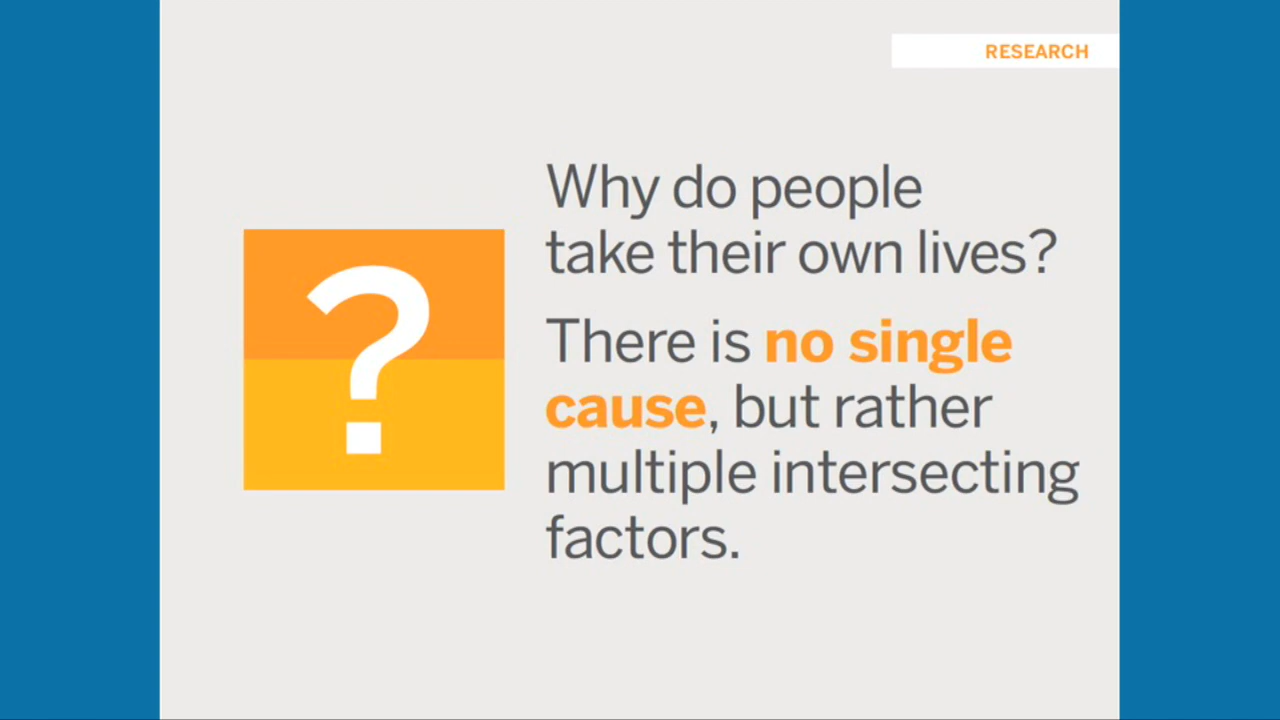 RESEARCH
Why do people
take their own lives?
There is no single
cause, but rather
multiple intersecting
factors.
?